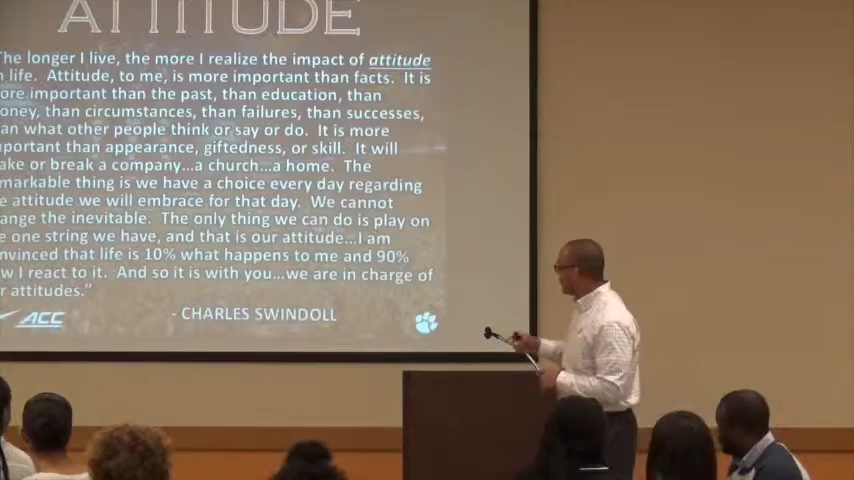 ATTITUDE
The longer I live, the more I realize the impact of attitude
n life. Attitude, to me, is more important than facts. It is
ore important than the past, than education, than
oney, than circumstances, than failures, than successes,
an what other people think or say or do. It is more
portant than appearance, giftedness, or skill. It will
ake or break a company...a church...a home. The
markable thing is we have a choice every day regarding
e attitude we will embrace for that day. We cannot
ange the inevitable. The only thing we can do is play on
e one string we have, and that is our attitude...I am
nvinced that life is 10% what happens to me and 90%
w I react to it. And so it is with you...we are in charge of
r attitudes.”
- CHARLES SWINDOLL
ACC